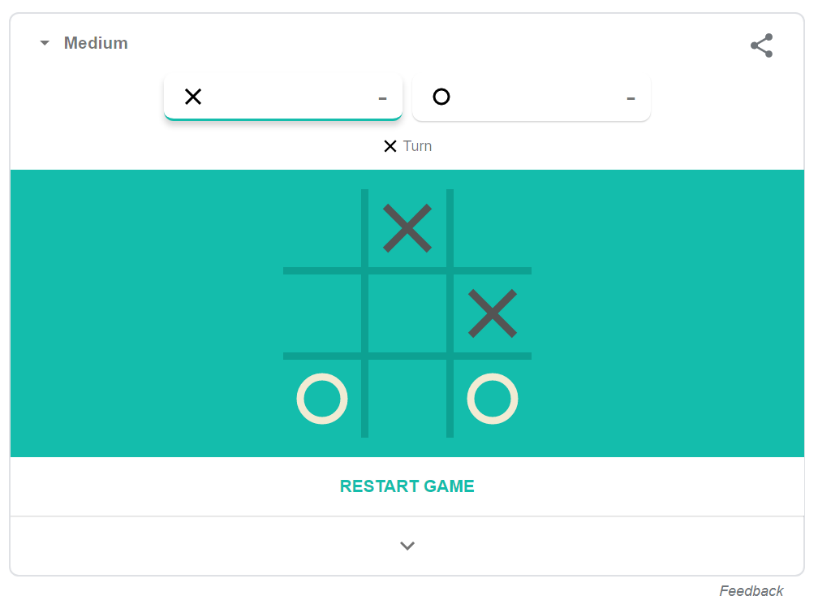 Medium
- -
Turn
RESTART GAME
Feedback